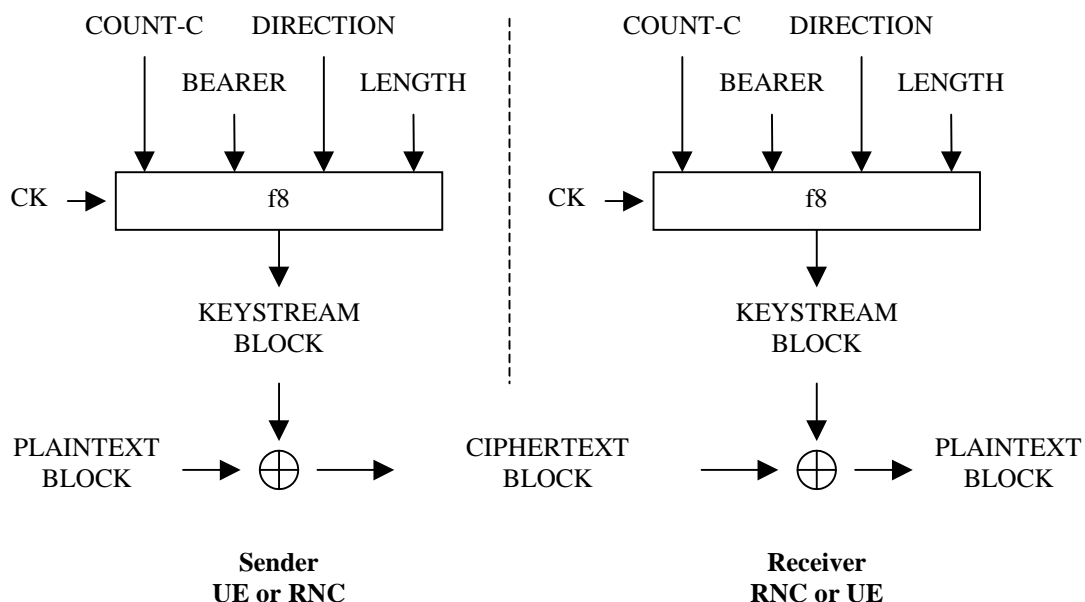 COUNT-C DIRECTION COUNT-C DIRECTION
BEARER LENGTH BEARER LENGTH
CK f8 CK f8
KEYSTREAM KEYSTREAM
BLOCK BLOCK
PLAINTEXT CIPHERTEXT PLAINTEXT
BLOCK BLOCK BLOCK
Sender Receiver
UE or RNC RNC or UE